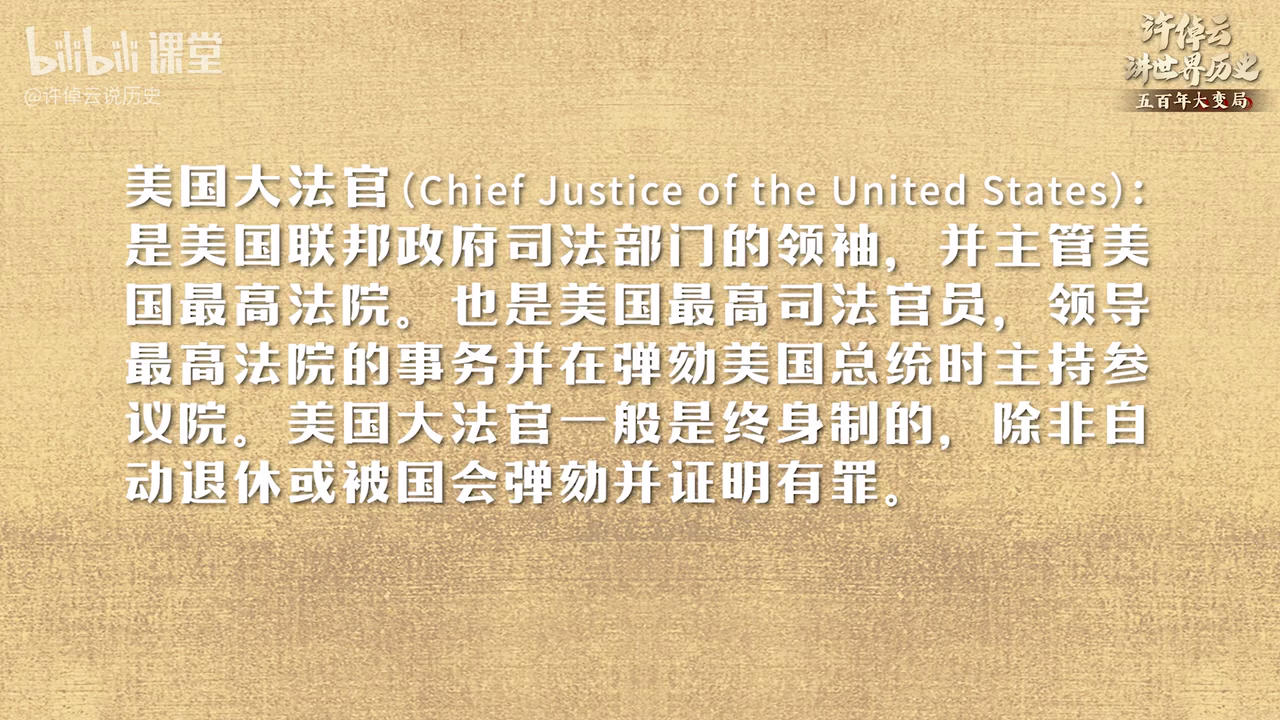 bilibili 课堂
@许倬云说历史
许倬云
讲世界历史
五百年大变局
美国大法官(Chief Justice of the United States):
是美国联邦政府司法部门的领袖，并主管美
国最高法院。也是美国最高司法官员，领导
最高法院的事务并在弹劾美国总统时主持参
议院。美国大法官一般是终身制的，除非自
动退休或被国会弹劾并证明有罪。